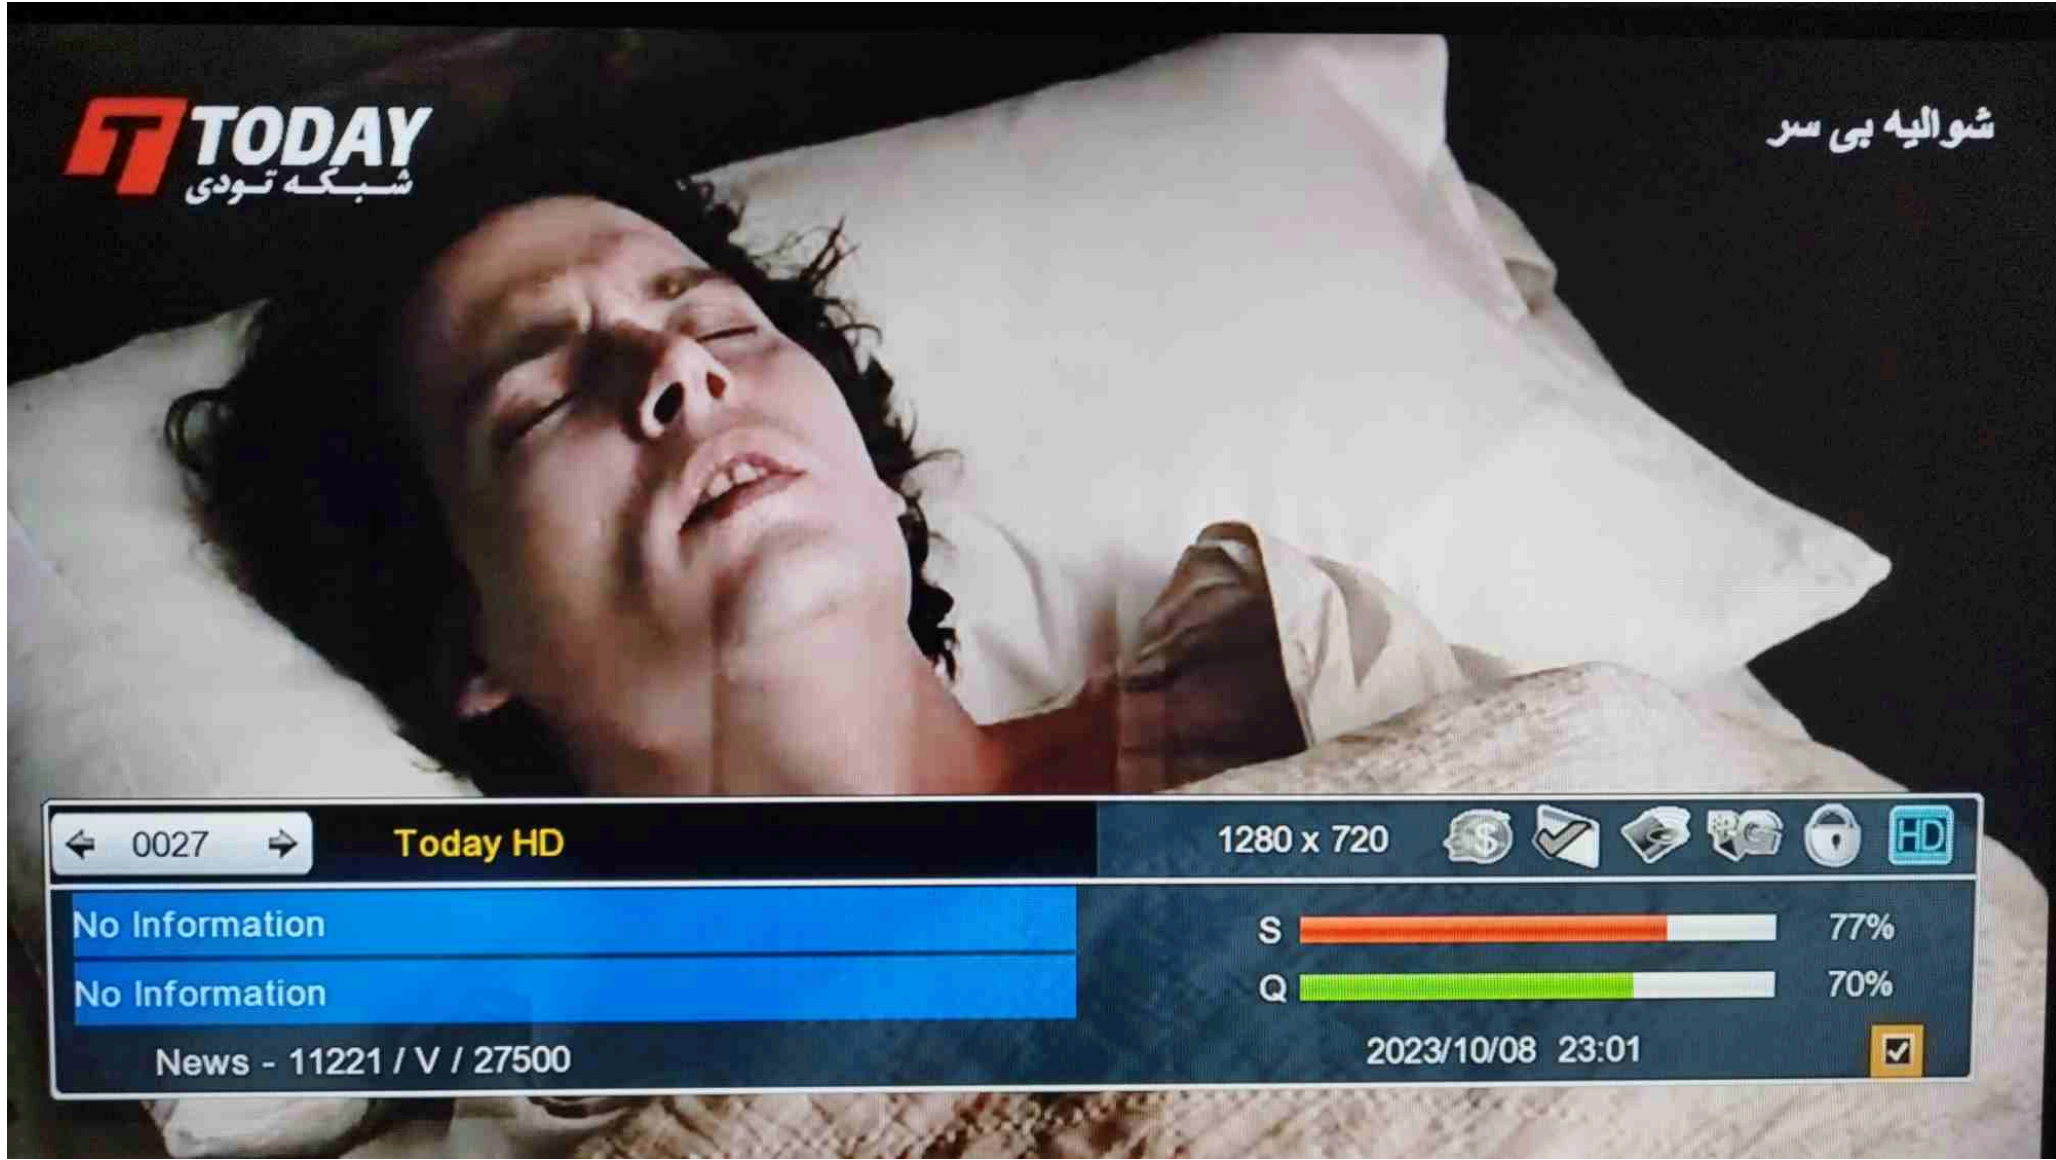 TODAY
شبکه تودی
شوالیه بی سر
0027
Today HD
1280 x 720
HD
No Information
S
77%
No Information
Q
70%
News - 11221 / V / 27500
2023/10/08 23:01